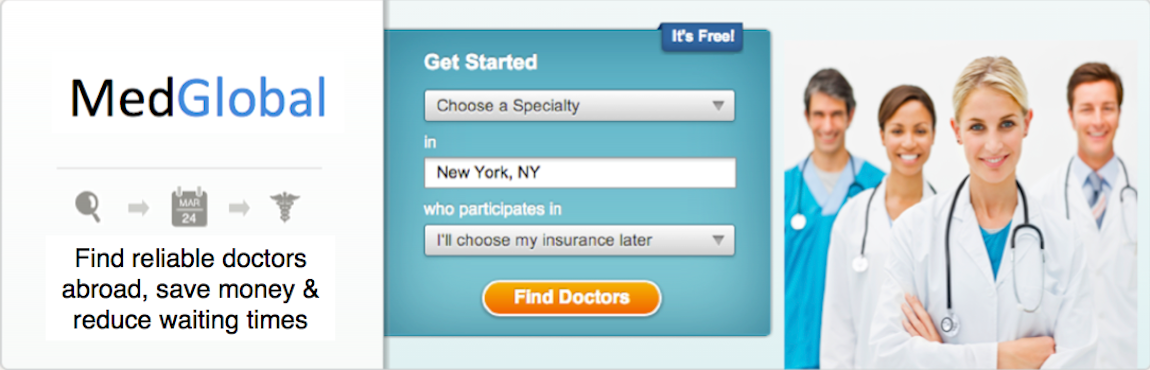 MedGlobal
MAR
24
Find reliable doctors
abroad, save money &
reduce waiting times
It's Free!
Get Started
Choose a Specialty
in
New York, NY
who participates in
I'll choose my insurance later
Find Doctors